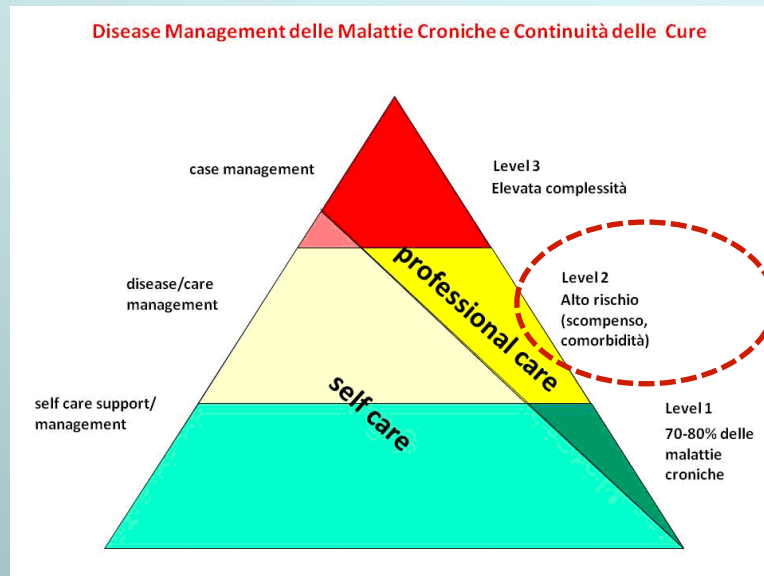 Disease Management delle Malattie Croniche e Continuità delle Cure
case management
Level 3
Elevata complessità
professional care
disease/care
management
Level 2
Alto rischio
(scompenso,
comorbidità)
self care
self care support/
management
Level 1
70-80% delle
malattie
croniche